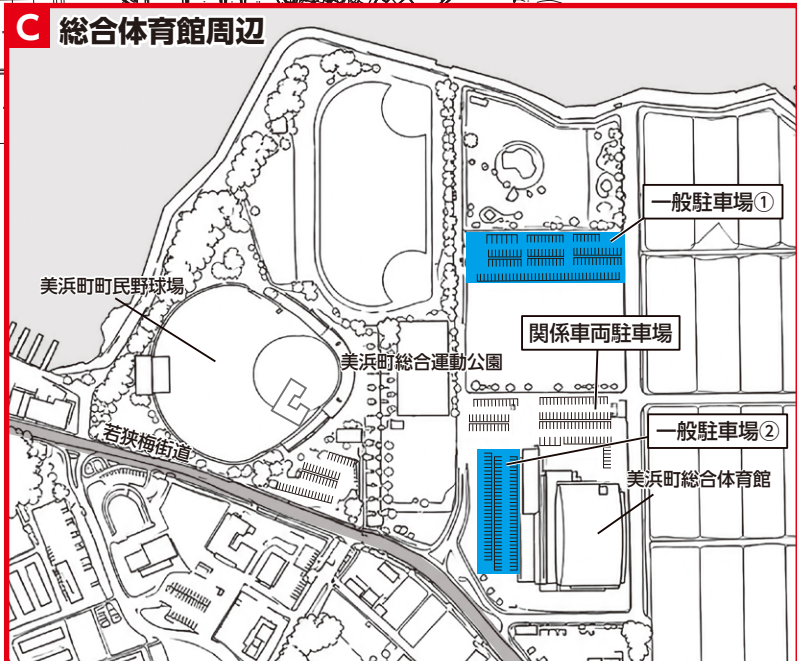 C 総合体育館周辺
一般駐車場①
美浜町町民野球場
関係車両駐車場
美浜町総合運動公園
一般駐車場②
若狭梅街道
美浜町総合体育館